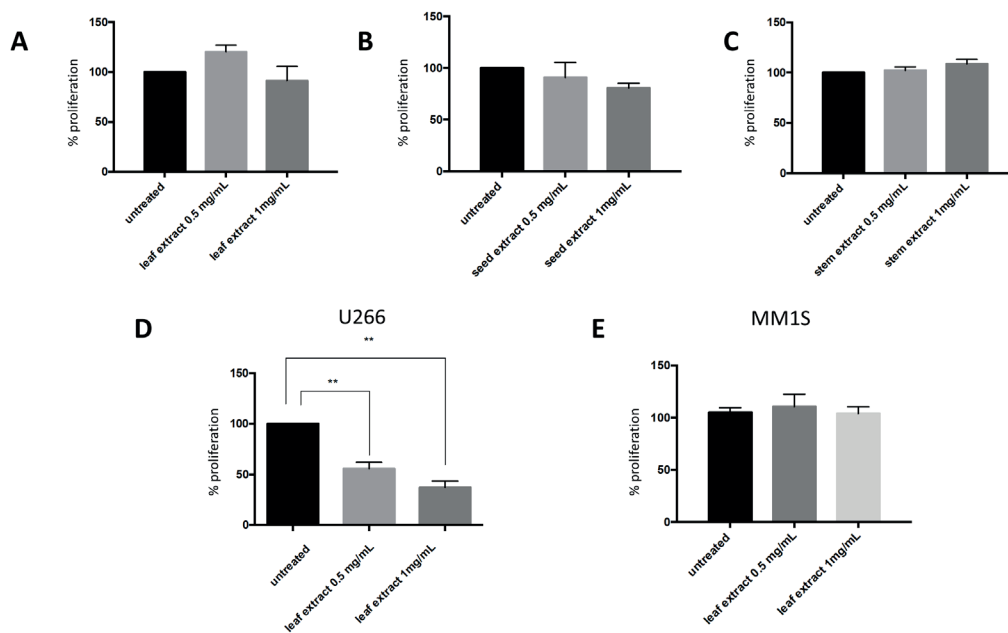 A
% proliferation
150
100
50
0
untreated
leaf extract 0.5 mg/mL
leaf extract 1mg/mL
B
% proliferation
150
100
50
0
untreated
seed extract 0.5 mg/mL
seed extract 1mg/mL
C
% proliferation
150
100
50
0
untreated
stem extract 0.5 mg/mL
stem extract 1mg/mL
D
U266
**
**
% proliferation
150
100
50
0
untreated
leaf extract 0.5 mg/mL
leaf extract 1mg/mL
E
MM1S
% proliferation
150
100
50
0
untreated
leaf extract 0.5 mg/mL
leaf extract 1mg/mL